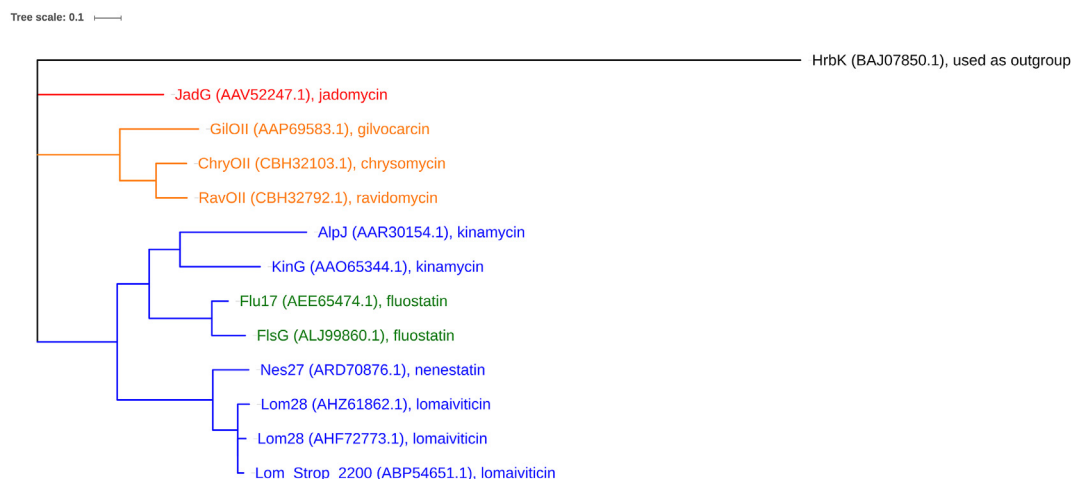 Tree scale: 0.1
HrbK (BAJ07850.1), used as outgroup
JadG (AAV52247.1), jadomycin
GilOII (AAP69583.1), gilvocarcin
ChryOII (CBH32103.1), chrysomycin
RavOII (CBH32792.1), ravidomycin
AlpJ (AAR30154.1), kinamycin
KinG (AAO65344.1), kinamycin
Flu17 (AEE65474.1), fluostatin
FlsG (ALJ99860.1), fluostatin
Nes27 (ARD70876.1), nenestatin
Lom28 (AHZ61862.1), lomaiviticin
Lom28 (AHF72773.1), lomaiviticin
Lom Strop 2200 (ABP54651.1), lomaiviticin